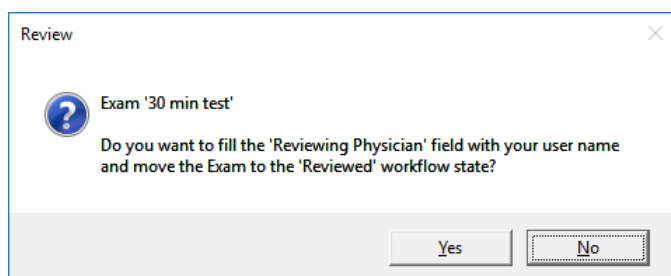 Review
Exam '30 min test'
Do you want to fill the 'Reviewing Physician' field with your user name
and move the Exam to the 'Reviewed' workflow state?
Yes
No